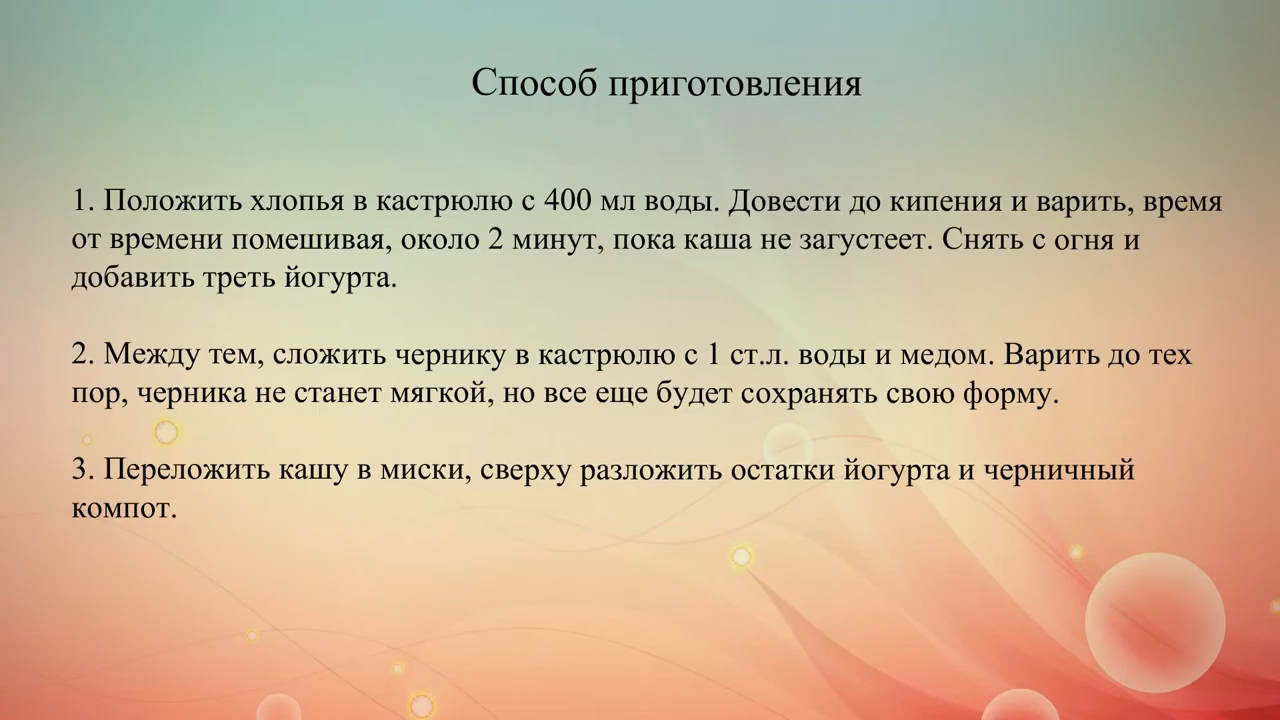 Способ приготовления
1. Положить хлопья в кастрюлю с 400 мл воды. Довести до кипения и варить, время
от времени помешивая, около 2 минут, пока каша не загустеет. Снять с огня и
добавить треть йогурта.
2. Между тем, сложить чернику в кастрюлю с 1 ст.л. воды и медом. Варить до тех
пор, черника не станет мягкой, но все еще будет сохранять свою форму.
3. Переложить кашу в миски, сверху разложить остатки йогурта и черничный
компот.